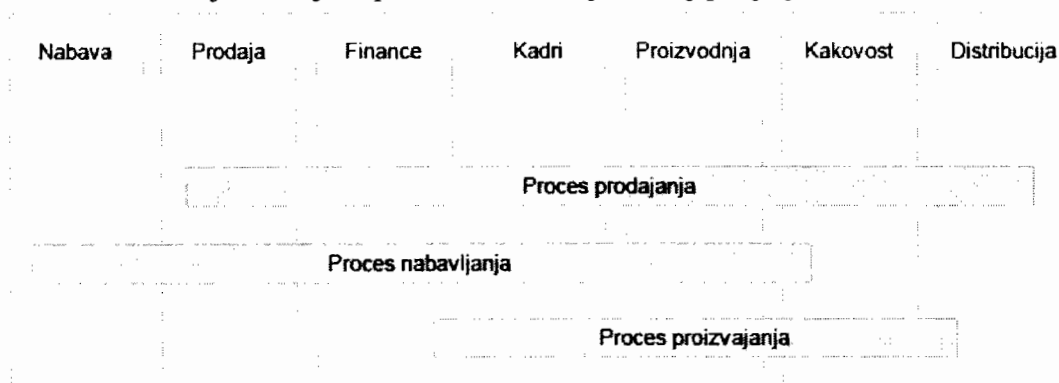 Nabava Prodaja Finance Kadri Proizvodnja Kakovost Distribucija
Proces prodajanja
Proces nabavljanja
Proces proizvajanja